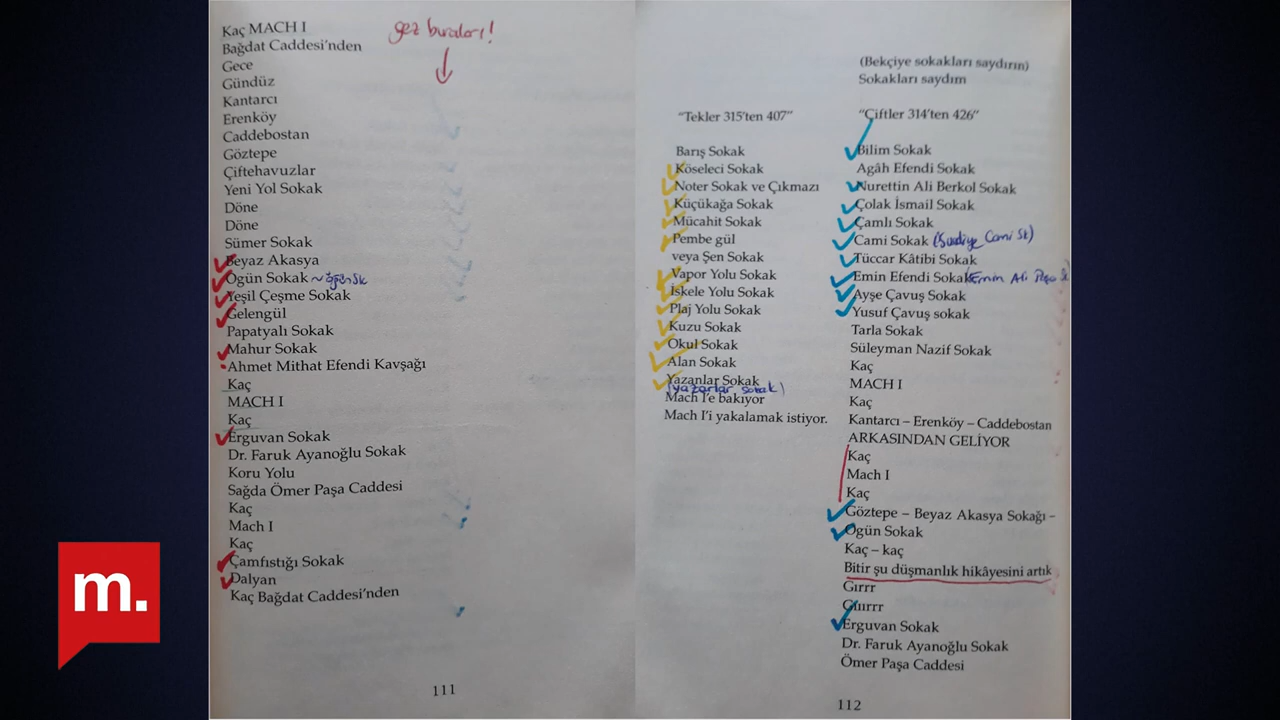 Kaç MACH I
gez buraları!
Bağdat Caddesi'nden
Gece
Gündüz
Kantarcı
Erenköy
Caddebostan
Göztepe
Çiftehavuzlar
Yeni Yol Sokak
Döne
Döne
Sümer Sokak
Beyaz Akasya
Ogün Sokak ~öğün Sk
Yeşil Çeşme Sokak
Gelengül
Papatyalı Sokak
Mahur Sokak
Ahmet Mithat Efendi Kavşağı
Kaç
MACH I
Kaç
Erguvan Sokak
Dr. Faruk Ayanoğlu Sokak
Koru Yolu
Sağda Ömer Paşa Caddesi
Kaç
Mach I
Kaç
Çamfıstığı Sokak
Dalyan
Kaç Bağdat Caddesi'nden
111
m.
"Tekler 315'ten 407"
Barış Sokak
Köseleci Sokak
Noter Sokak ve Çıkmazı
Küçükağa Sokak
Mücahit Sokak
Pembe gül
veya Şen Sokak
Vapor Yolu Sokak
İskele Yolu Sokak
Plaj Yolu Sokak
Kuzu Sokak
Okul Sokak
Alan Sokak
Yazanlar Sokak
(yazarlar sokak)
Mach I'e bakıyor
Mach I'i yakalamak istiyor.
(Bekçiye sokakları saydırın)
Sokakları saydım
"Çiftler 314'ten 426"
Bilim Sokak
Agâh Efendi Sokak
Nurettin Ali Berkol Sokak
Çolak İsmail Sokak
Çamlı Sokak
Cami Sokak (Suadiye Cami Sk)
Tüccar Kâtibi Sokak
Emin Efendi Sokak (Emin Ali Paşa
Ayşe Çavuş Sokak
Yusuf Çavuş sokak
Tarla Sokak
Süleyman Nazif Sokak
Kaç
MACH I
Kaç
Kantarcı – Erenköy – Caddebostan
ARKASINDAN GELİYOR
Kaç
Mach I
Kaç
Göztepe – Beyaz Akasya Sokağı –
Ogün Sokak
Kaç – kaç
Bitir şu düşmanlık hikâyesini artık
Gırrr
Gıırrr
Erguvan Sokak
Dr. Faruk Ayanoğlu Sokak
Ömer Paşa Caddesi
112